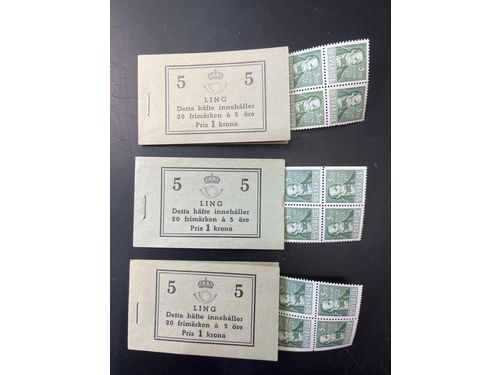 5 5
LING
Detta häfte innehåller
20 frimärken à 5 öre
Pris 1 krona
5 5
LING
Detta häfte innehåller
20 frimärken à 5 öre
Pris 1 krona
5 5
LING
Detta häfte innehåller
20 frimärken à 5 öre
Pris 1 krona